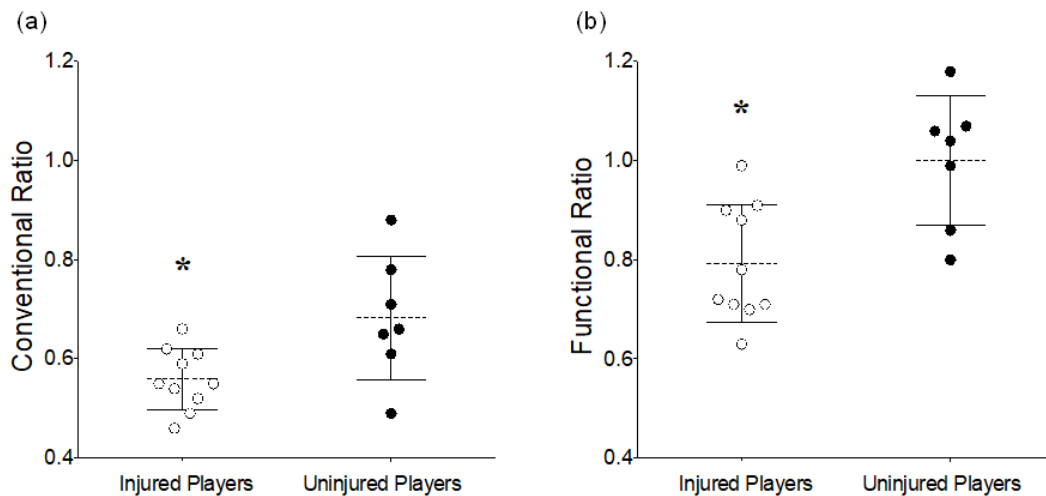 (a)
Conventional Ratio
1.2
1.0
0.8
0.6
0.4
*
Injured Players
Uninjured Players
(b)
Functional Ratio
1.2
1.0
0.8
0.6
0.4
*
Injured Players
Uninjured Players